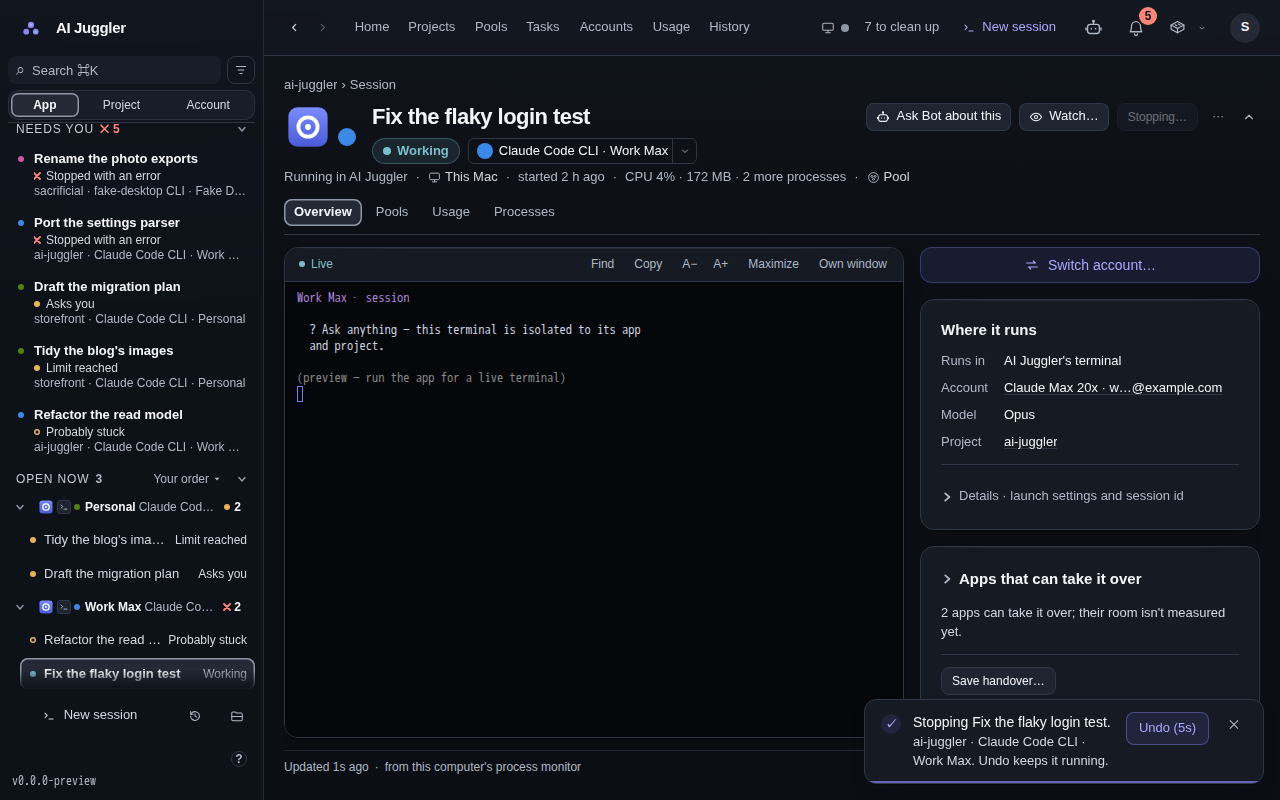 AI Juggler
Search ⌘K
App Project Account
NEEDS YOU 5
Rename the photo exports
Stopped with an error
sacrificial · fake-desktop CLI · Fake D…
Port the settings parser
Stopped with an error
ai-juggler · Claude Code CLI · Work …
Draft the migration plan
Asks you
storefront · Claude Code CLI · Personal
Tidy the blog's images
Limit reached
storefront · Claude Code CLI · Personal
Refactor the read model
Probably stuck
ai-juggler · Claude Code CLI · Work …
OPEN NOW 3 Your order
Personal Claude Cod… 2
Tidy the blog's ima… Limit reached
Draft the migration plan Asks you
Work Max Claude Co… 2
Refactor the read … Probably stuck
Fix the flaky login test Working
New session
?
v0.0.0-preview
Home Projects Pools Tasks Accounts Usage History
7 to clean up New session 5 S
ai-juggler › Session
Fix the flaky login test
Ask Bot about this Watch… Stopping… ···
Working Claude Code CLI · Work Max
Running in AI Juggler · This Mac · started 2 h ago · CPU 4% · 172 MB · 2 more processes · Pool
Overview Pools Usage Processes
Live Find Copy A− A+ Maximize Own window
Work Max · session
? Ask anything — this terminal is isolated to its app
and project.
(preview — run the app for a live terminal)
Updated 1s ago · from this computer's process monitor
Switch account…
Where it runs
Runs in AI Juggler's terminal
Account Claude Max 20x · w…@example.com
Model Opus
Project ai-juggler
Details · launch settings and session id
Apps that can take it over
2 apps can take it over; their room isn't measured
yet.
Save handover…
Stopping Fix the flaky login test.
ai-juggler · Claude Code CLI ·
Work Max. Undo keeps it running.
Undo (5s)